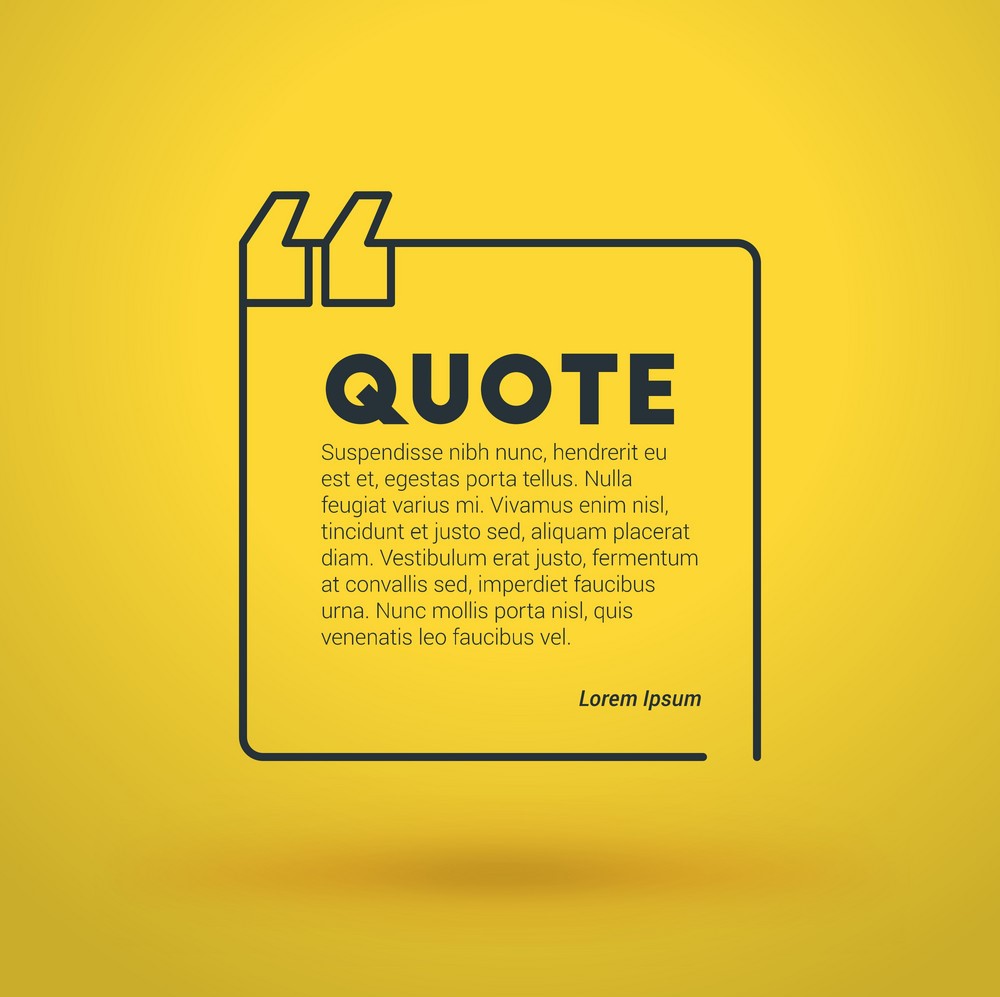 QUOTE
Suspendisse nibh nunc, hendrerit eu
est et, egestas porta tellus. Nulla
feugiat varius mi. Vivamus enim nisl,
tincidunt et justo sed, aliquam placerat
diam. Vestibulum erat justo, fermentum
at convallis sed, imperdiet faucibus
urna. Nunc mollis porta nisl, quis
venenatis leo faucibus vel.
Lorem Ipsum